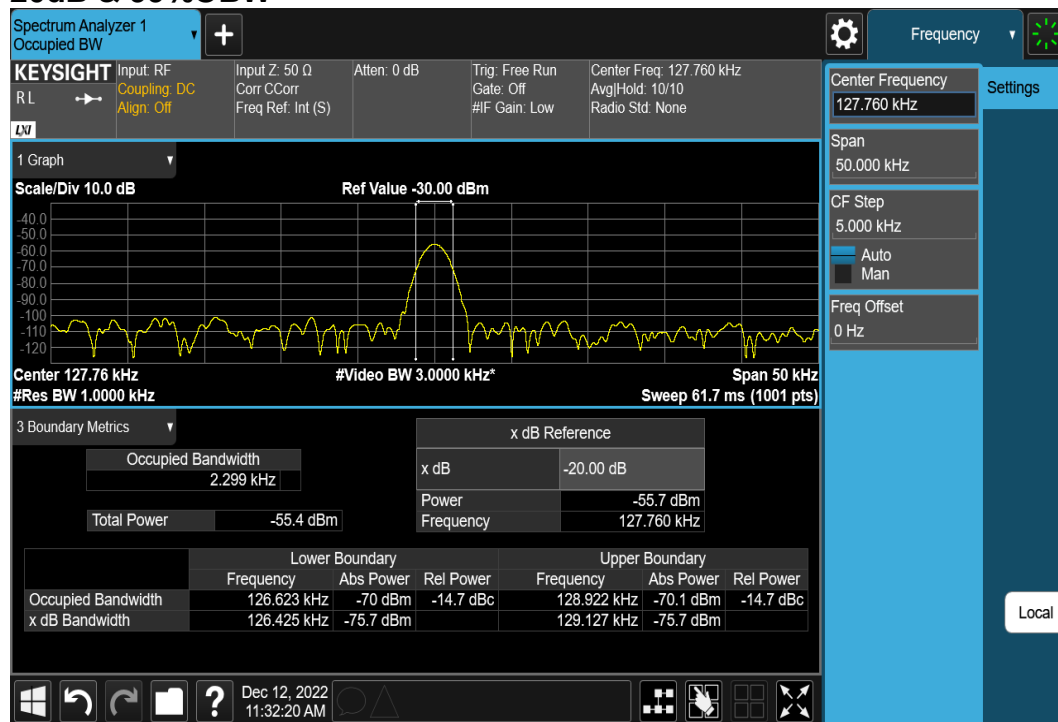 Spectrum Analyzer 1
Occupied BW
+
Frequency
KEYSIGHT
RL
LXI
Input: RF
Coupling: DC
Align: Off
Input Z: 50 Ω
Corr CCorr
Freq Ref: Int (S)
Atten: 0 dB
Trig: Free Run
Gate: Off
#IF Gain: Low
Center Freq: 127.760 kHz
Avg|Hold: 10/10
Radio Std: None
Center Frequency
127.760 kHz
Settings
Span
50.000 kHz
CF Step
5.000 kHz
Auto
Man
Freq Offset
0 Hz
1 Graph
Scale/Div 10.0 dB
Ref Value -30.00 dBm
-40.0
-50.0
-60.0
-70.0
-80.0
-90.0
-100
-110
-120
Center 127.76 kHz
#Video BW 3.0000 kHz*
Span 50 kHz
#Res BW 1.0000 kHz
Sweep 61.7 ms (1001 pts)
3 Boundary Metrics
Occupied Bandwidth
2.299 kHz
Total Power -55.4 dBm
x dB Reference
x dB -20.00 dB
Power -55.7 dBm
Frequency 127.760 kHz
Lower Boundary Upper Boundary
Frequency Abs Power Rel Power Frequency Abs Power Rel Power
Occupied Bandwidth 126.623 kHz -70 dBm -14.7 dBc 128.922 kHz -70.1 dBm -14.7 dBc
x dB Bandwidth 126.425 kHz -75.7 dBm 129.127 kHz -75.7 dBm
Local
?
Dec 12, 2022
11:32:20 AM